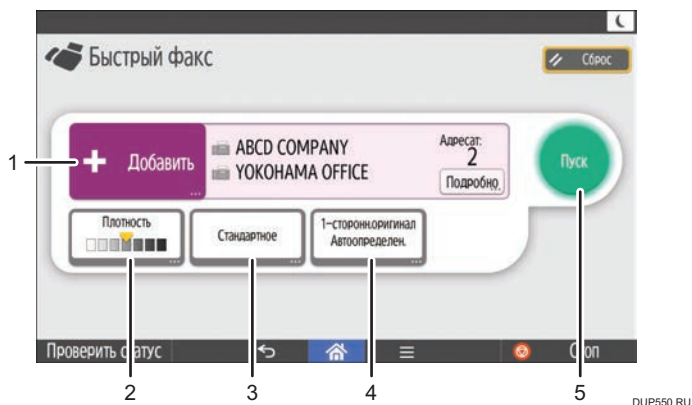 Быстрый факс
Сброс
1
Добавить
ABCD COMPANY
YOKOHAMA OFFICE
Адресат:
2
Подробно
Пуск
Плотность
Стандартное
1-сторонн.оригинал
Автоопределен.
Проверить статус
Стоп
2
3
4
5
DUP550 RU